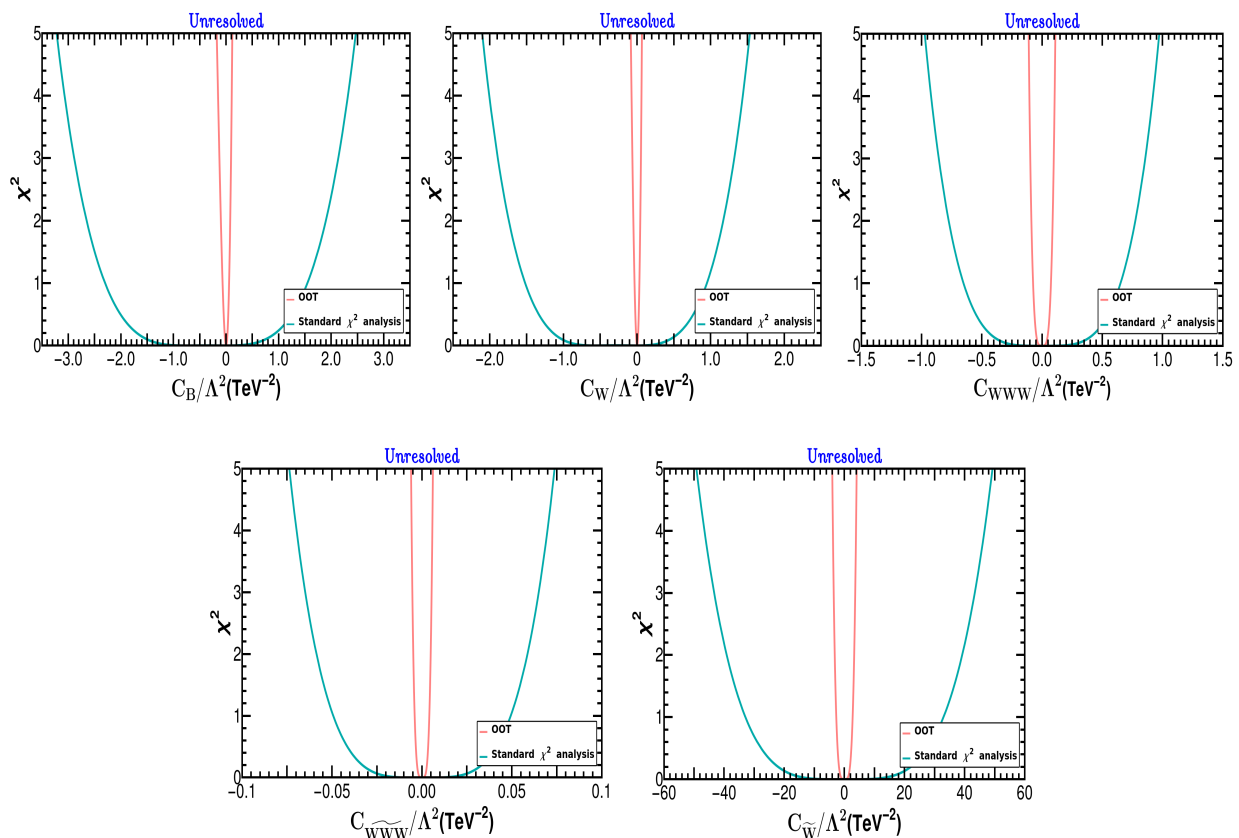 Unresolved
5
4
3
2
1
0
χ²
OOT
Standard χ² analysis
−3.0 −2.0 −1.0 0 1.0 2.0 3.0
C_B/Λ²(TeV⁻²)
Unresolved
5
4
3
2
1
0
χ²
OOT
Standard χ² analysis
−2.0 −1.0 0 1.0 2.0
C_W/Λ²(TeV⁻²)
Unresolved
5
4
3
2
1
0
χ²
OOT
Standard χ² analysis
−1.5 −1.0 −0.5 0.0 0.5 1.0 1.5
C_WWW/Λ²(TeV⁻²)
Unresolved
5
4
3
2
1
0
χ²
OOT
Standard χ² analysis
−0.1 −0.05 0.00 0.05 0.1
C_W͠WW/Λ²(TeV⁻²)
Unresolved
5
4
3
2
1
0
χ²
OOT
Standard χ² analysis
−60 −40 −20 0 20 40 60
C_W̃/Λ²(TeV⁻²)